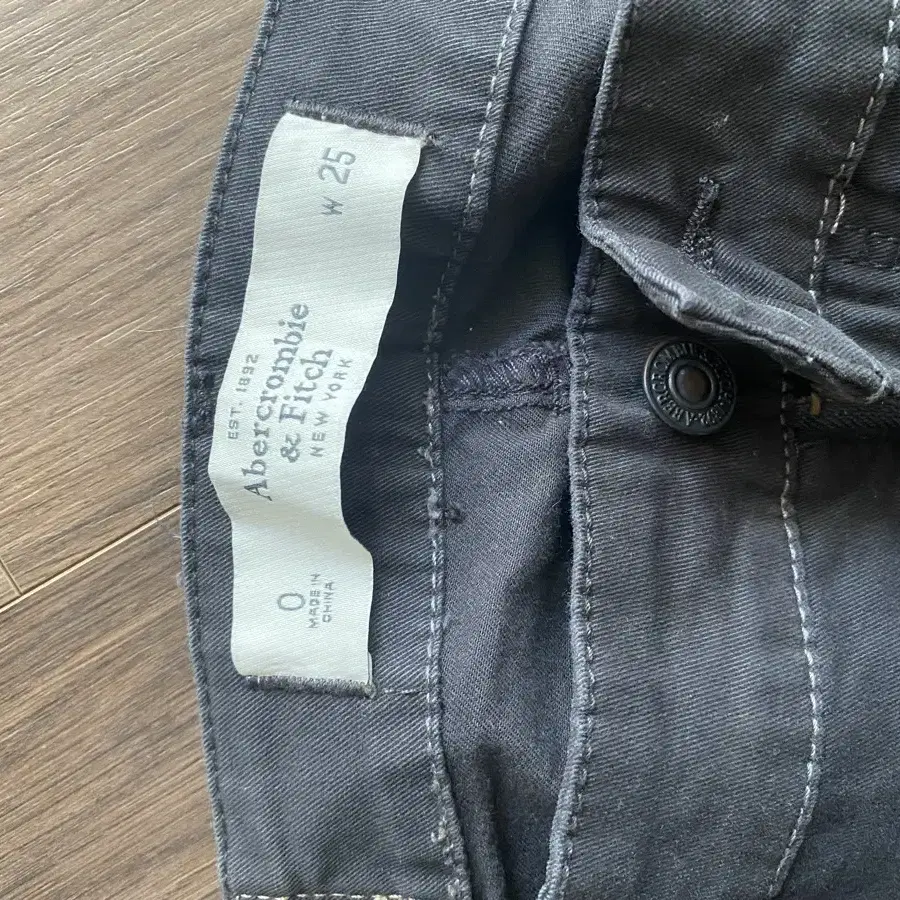 W 25
EST. 1892
Abercrombie
& Fitch
NEW YORK
0
MADE IN
CHINA